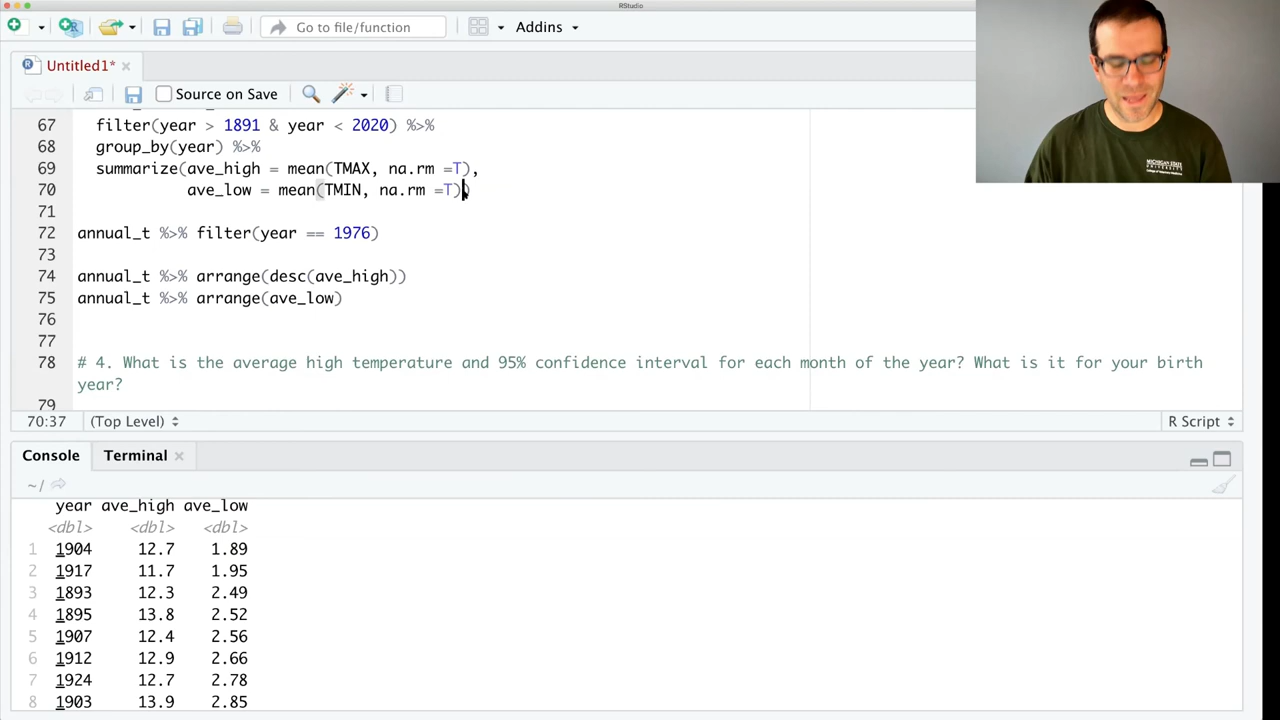 RStudio
Go to file/function
Addins
Untitled1*
Source on Save
67 filter(year > 1891 & year < 2020) %>%
68 group_by(year) %>%
69 summarize(ave_high = mean(TMAX, na.rm =T),
70 ave_low = mean(TMIN, na.rm =T))
71
72 annual_t %>% filter(year == 1976)
73
74 annual_t %>% arrange(desc(ave_high))
75 annual_t %>% arrange(ave_low)
76
77
78 # 4. What is the average high temperature and 95% confidence interval for each month of the year? What is it for your birth
year?
79
70:37 (Top Level) R Script
Console Terminal
~/
year ave_high ave_low
<dbl> <dbl> <dbl>
1 1904 12.7 1.89
2 1917 11.7 1.95
3 1893 12.3 2.49
4 1895 13.8 2.52
5 1907 12.4 2.56
6 1912 12.9 2.66
7 1924 12.7 2.78
8 1903 13.9 2.85
MICHIGAN STATE
College of Veterinary Medicine